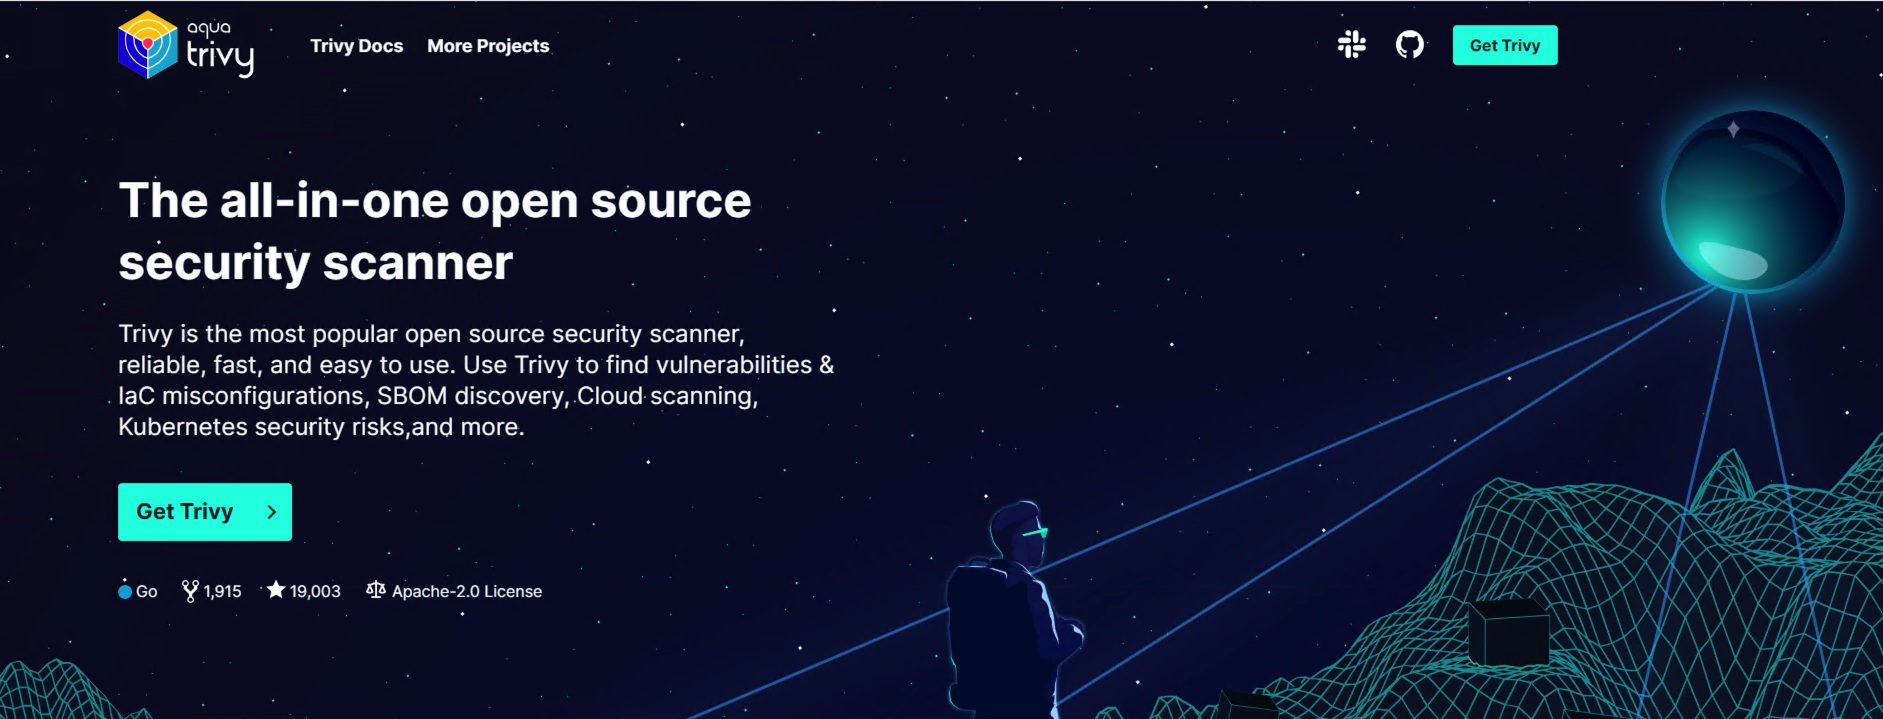 aqua
trivy
Trivy Docs More Projects
Get Trivy
The all-in-one open source
security scanner
Trivy is the most popular open source security scanner,
reliable, fast, and easy to use. Use Trivy to find vulnerabilities &
IaC misconfigurations, SBOM discovery, Cloud scanning,
Kubernetes security risks,and more.
Get Trivy
Go 1,915 19,003 Apache-2.0 License